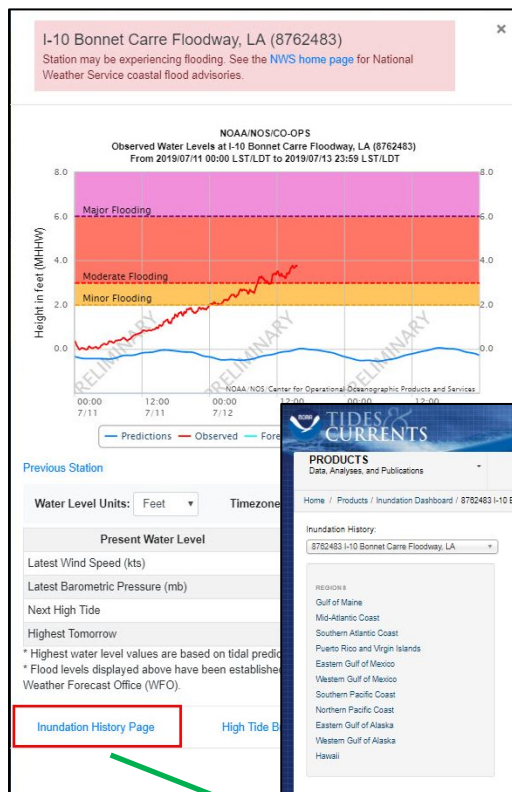 I-10 Bonnet Carre Floodway, LA (8762483)
×
Station may be experiencing flooding. See the NWS home page for National
Weather Service coastal flood advisories.
NOAA/NOS/CO-OPS
Observed Water Levels at I-10 Bonnet Carre Floodway, LA (8762483)
From 2019/07/11 00:00 LST/LDT to 2019/07/13 23:59 LST/LDT
Height in feet (MHHW)
8.0 8.0
Major Flooding
6.0 6.0
4.0 4.0
Moderate Flooding
Minor Flooding
2.0 2.0
0.0 0.0
PRELIMINARY PRELIMINARY PRELIMINARY
NOAA/NOS/Center for Operational Oceanographic Products and Services
00:00 12:00 00:00 12:00 00:00 12:00
7/11 7/11 7/12
Predictions Observed Fore
Previous Station
Water Level Units: Feet Timezone
Present Water Level
Latest Wind Speed (kts)
Latest Barometric Pressure (mb)
Next High Tide
Highest Tomorrow
* Highest water level values are based on tidal predic
* Flood levels displayed above have been established
Weather Forecast Office (WFO).
Inundation History Page High Tide B
NOAA
TIDES &
CURRENTS
PRODUCTS
Data, Analyses, and Publications
Home / Products / Inundation Dashboard / 8762483 I-10 B
Inundation History:
8762483 I-10 Bonnet Carre Floodway, LA
REGIONS
Gulf of Maine
Mid-Atlantic Coast
Southern Atlantic Coast
Puerto Rico and Virgin Islands
Eastern Gulf of Mexico
Western Gulf of Mexico
Southern Pacific Coast
Northern Pacific Coast
Eastern Gulf of Alaska
Western Gulf of Alaska
Hawaii